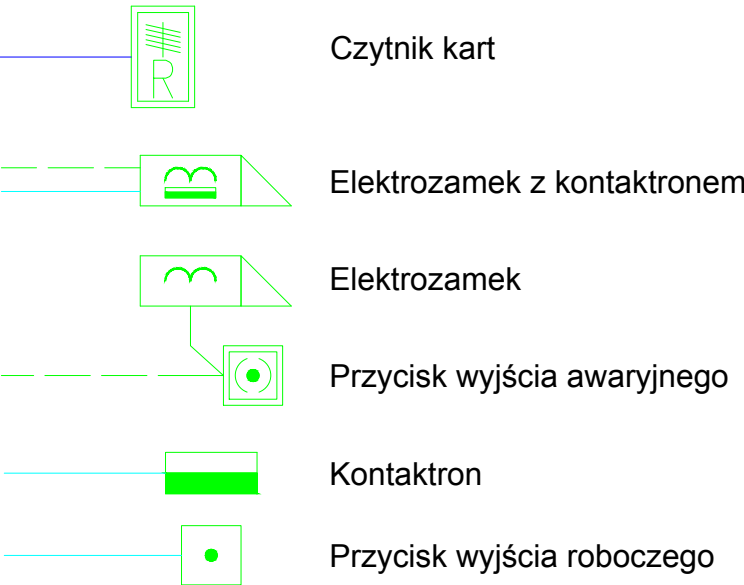 R
Czytnik kart
Elektrozamek z kontaktronem
Elektrozamek
Przycisk wyjścia awaryjnego
Kontaktron
Przycisk wyjścia roboczego